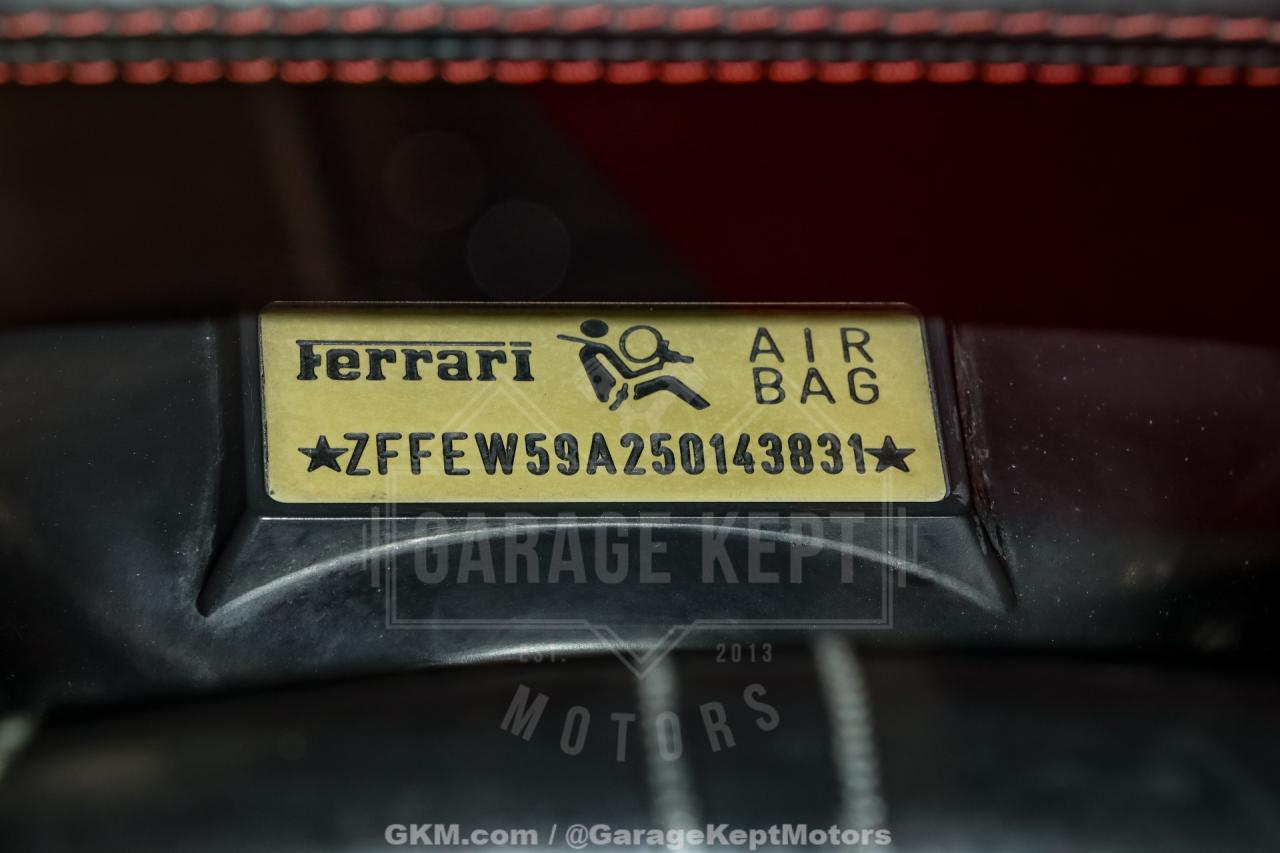 Ferrari
AIR
BAG
★ZFFEW59A250143831★
GARAGE KEPT
EST. 2013
MOTORS
GKM.com / @GarageKeptMotors